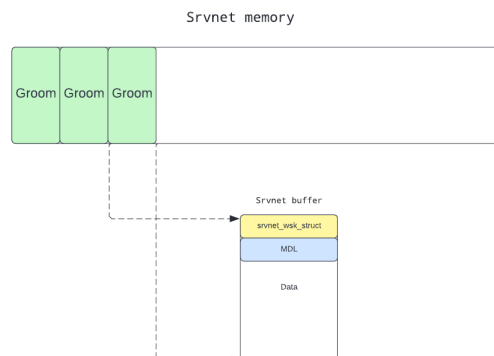 Srvnet memory
Groom Groom Groom
Srvnet buffer
srvnet_wsk_struct
MDL
Data